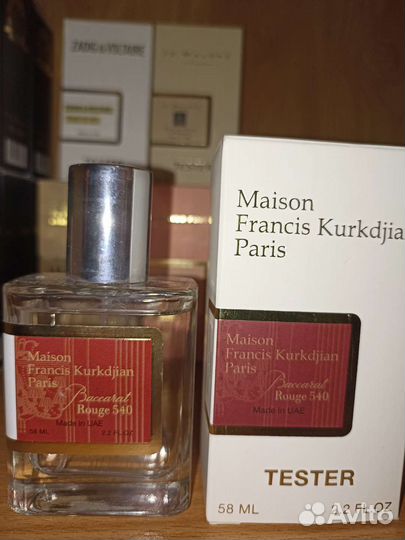 ZADIG & VOLTAIRE
Maison
Francis Kurkdjia
Paris
Maison
Francis Kurkdjian
Paris
Baccarat
Rouge 540
Made in UAE
58 ML 2.2 FL.OZ
Maison
Francis Kurkdjian
Paris
Baccarat
Rouge 540
Made in UAE
TESTER
58 ML 2.2 FL.OZ
Avito